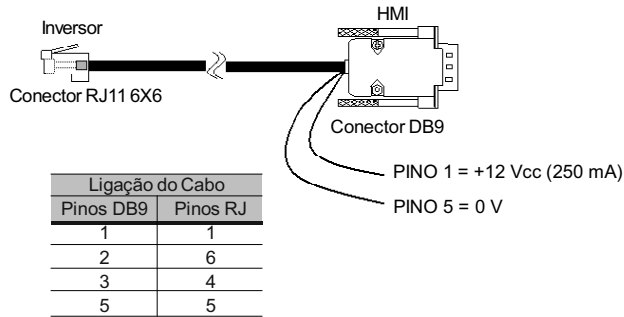 HMI
Inversor
Conector RJ11 6X6
Conector DB9
PINO 1 = +12 Vcc (250 mA)
PINO 5 = 0 V
Ligação do Cabo
Pinos DB9 Pinos RJ
1 1
2 6
3 4
5 5